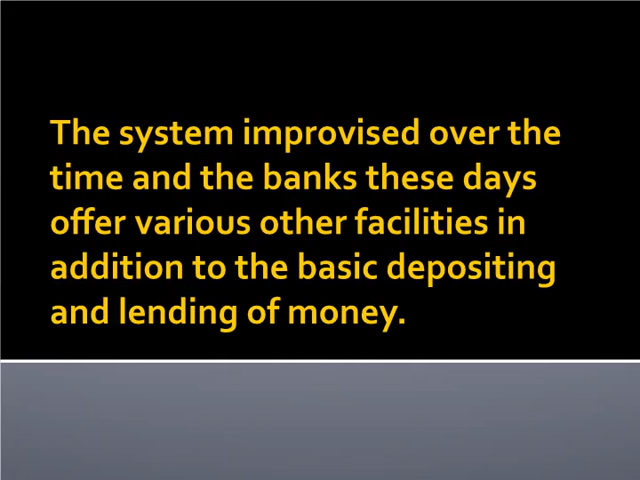 The system improvised over the
time and the banks these days
offer various other facilities in
addition to the basic depositing
and lending of money.